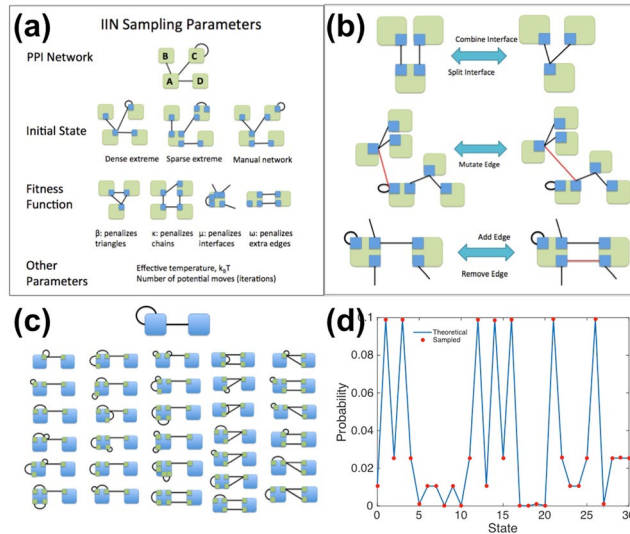 (a)
IIN Sampling Parameters
PPI Network
B
C
A
D
Initial State
Dense extreme
Sparse extreme
Manual network
Fitness
Function
β: penalizes
triangles
κ: penalizes
chains
μ: penalizes
interfaces
ω: penalizes
extra edges
Other
Parameters
Effective temperature, kBT
Number of potential moves (iterations)
(b)
Combine Interface
Split Interface
Mutate Edge
Add Edge
Remove Edge
(c)
(d)
Theoretical
Sampled
Probability
0.1
0.08
0.06
0.04
0.02
0
0
5
10
15
20
25
30
State